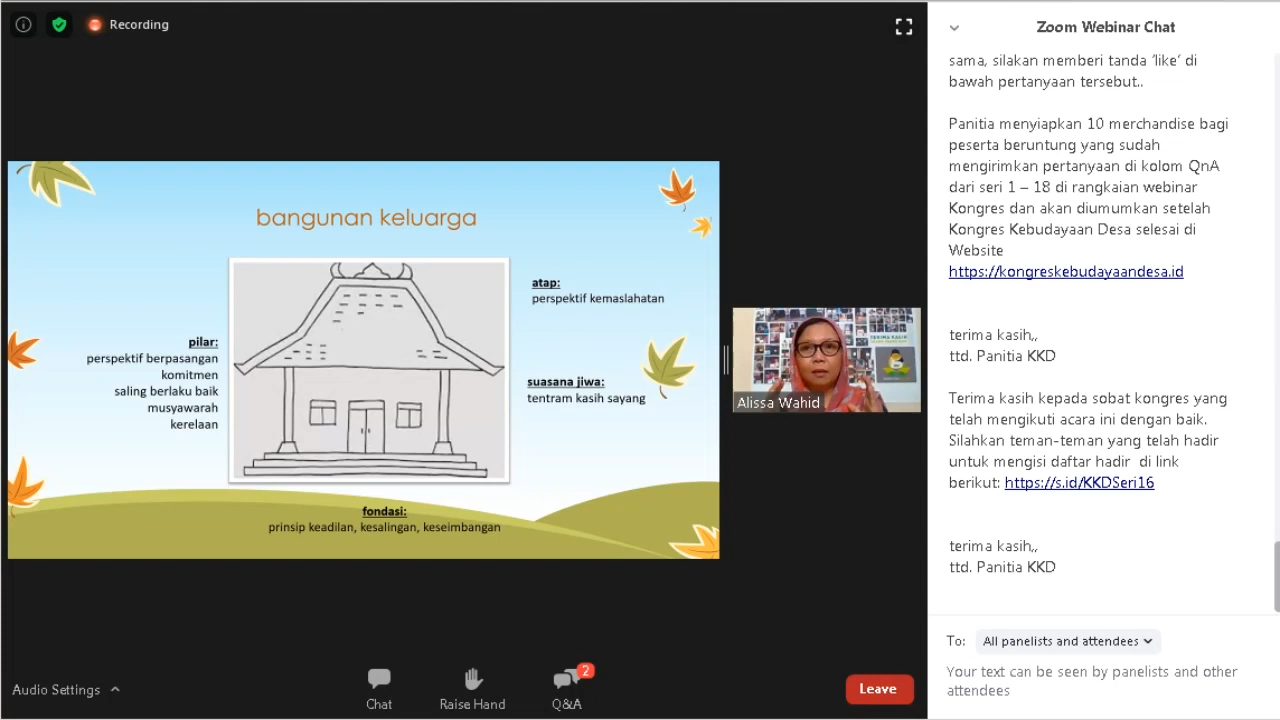 Recording
bangunan keluarga
atap:
perspektif kemaslahatan
pilar:
perspektif berpasangan
komitmen
saling berlaku baik
musyawarah
kerelaan
suasana jiwa:
tentram kasih sayang
fondasi:
prinsip keadilan, kesalingan, keseimbangan
Alissa Wahid
Audio Settings
Chat
Raise Hand
2
Q&A
Leave
Zoom Webinar Chat
sama, silakan memberi tanda ‘like’ di
bawah pertanyaan tersebut..
Panitia menyiapkan 10 merchandise bagi
peserta beruntung yang sudah
mengirimkan pertanyaan di kolom QnA
dari seri 1 – 18 di rangkaian webinar
Kongres dan akan diumumkan setelah
Kongres Kebudayaan Desa selesai di
Website
https://kongreskebudayaandesa.id
terima kasih,,
ttd. Panitia KKD
Terima kasih kepada sobat kongres yang
telah mengikuti acara ini dengan baik.
Silahkan teman-teman yang telah hadir
untuk mengisi daftar hadir  di link
berikut: https://s.id/KKDSeri16
terima kasih,,
ttd. Panitia KKD
To: All panelists and attendees
Your text can be seen by panelists and other
attendees